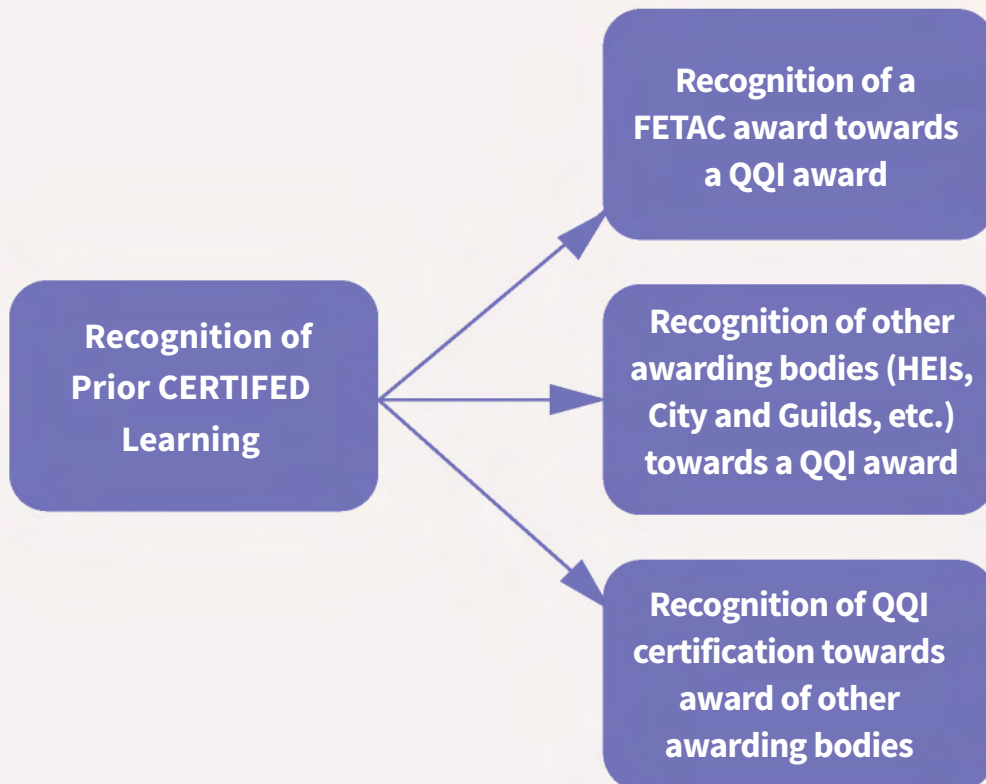 Recognition of
Prior CERTIFED
Learning
Recognition of a
FETAC award towards
a QQI award
Recognition of other
awarding bodies (HEIs,
City and Guilds, etc.)
towards a QQI award
Recognition of QQI
certification towards
award of other
awarding bodies